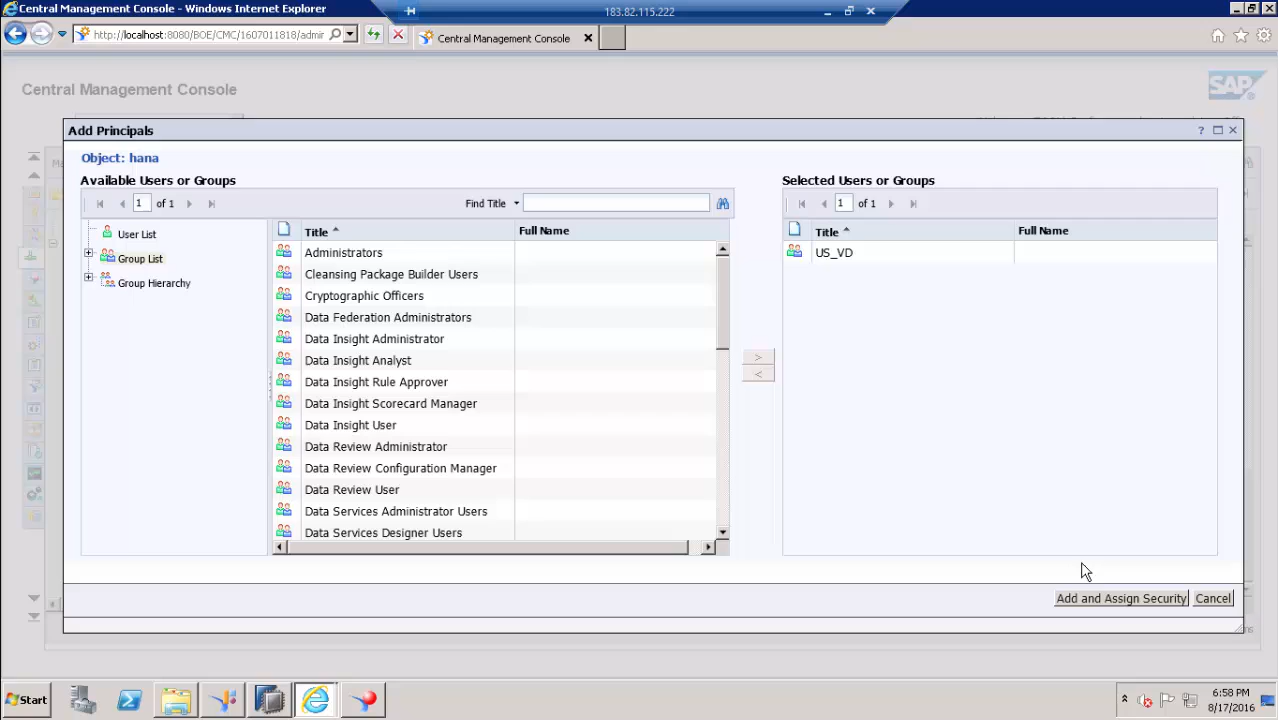 Central Management Console - Windows Internet Explorer
183.82.115.222
http://localhost:8080/BOE/CMC/1607011818/admir
Central Management Console
Central Management Console
SAP
Add Principals
?
Object: hana
Available Users or Groups
1 of 1
Find Title
User List
Group List
Group Hierarchy
Title
Full Name
Administrators
Cleansing Package Builder Users
Cryptographic Officers
Data Federation Administrators
Data Insight Administrator
Data Insight Analyst
Data Insight Rule Approver
Data Insight Scorecard Manager
Data Insight User
Data Review Administrator
Data Review Configuration Manager
Data Review User
Data Services Administrator Users
Data Services Designer Users
>
<
Selected Users or Groups
1 of 1
Title
Full Name
US_VD
Add and Assign Security
Cancel
Start
6:58 PM
8/17/2016